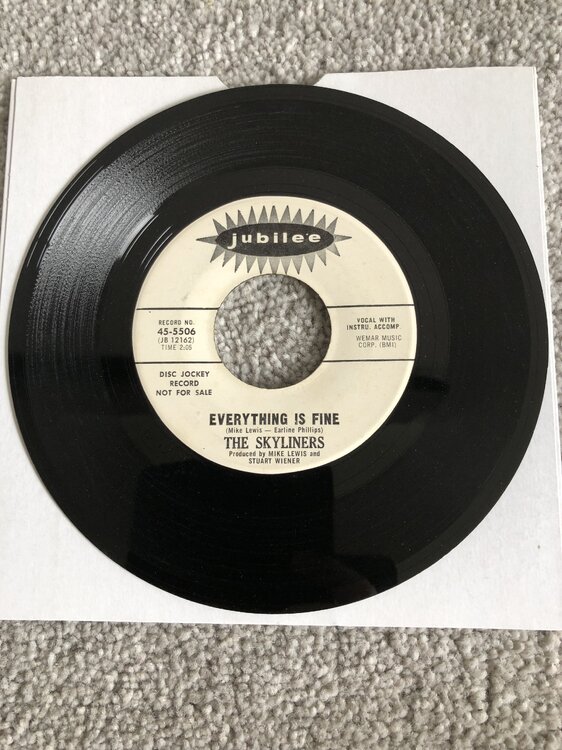 jubilee
RECORD NO.
45-5506
(JB 12162)
TIME 2:05
VOCAL WITH
INSTRU. ACCOMP
WEMAR MUSIC
CORP. (BMI)
DISC JOCKEY
RECORD
NOT FOR SALE
EVERYTHING IS FINE
(Mike Lewis — Earline Phillips)
THE SKYLINERS
Produced by MIKE LEWIS and
STUART WIENER